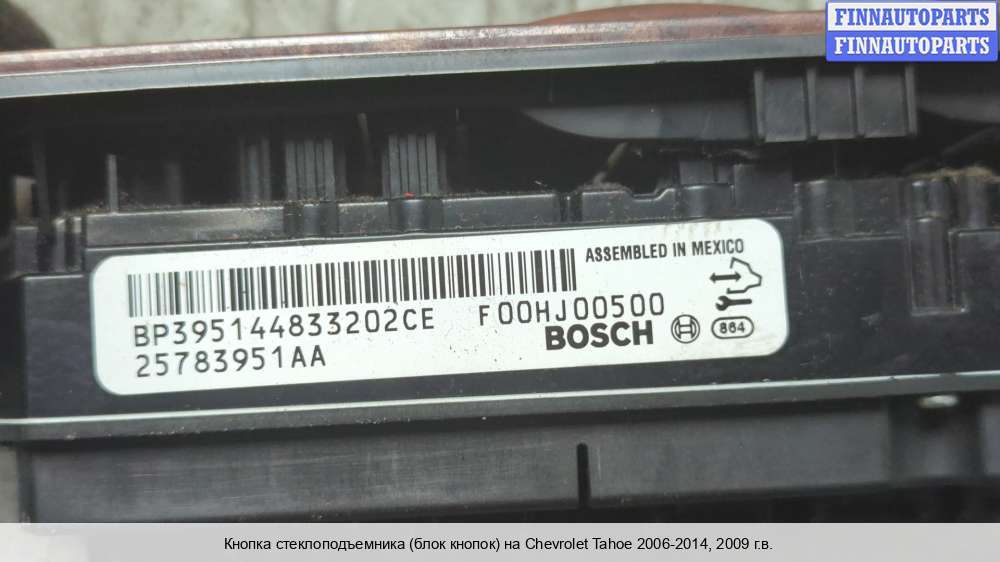 FINNAUTOPARTS
FINNAUTOPARTS
ASSEMBLED IN MEXICO
BP395144833202CE
F00HJ00500
25783951AA
BOSCH
864
Кнопка стеклоподъемника (блок кнопок) на Chevrolet Tahoe 2006-2014, 2009 г.в.